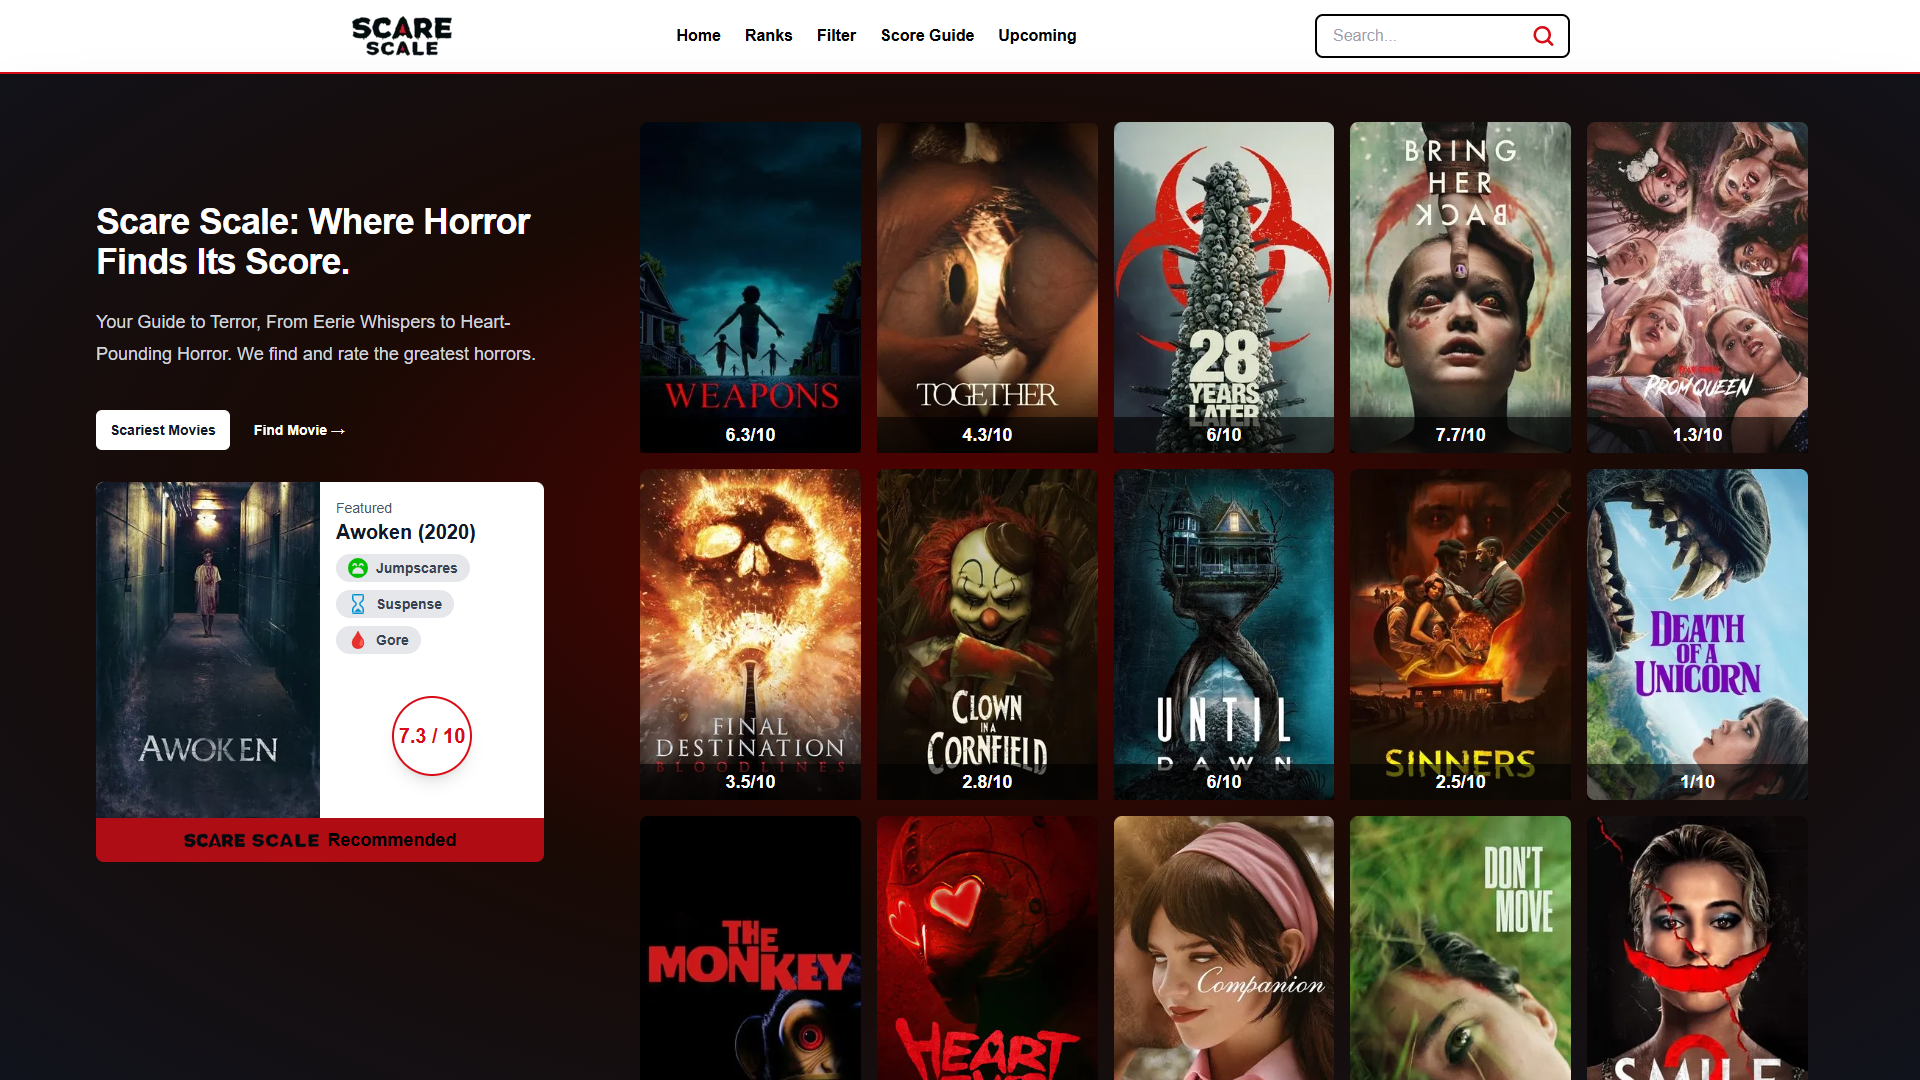 SCARE
SCALE
Home
Ranks
Filter
Score Guide
Upcoming
Search...
Scare Scale: Where Horror
Finds Its Score.
Your Guide to Terror, From Eerie Whispers to Heart-
Pounding Horror. We find and rate the greatest horrors.
Scariest Movies
Find Movie →
AWOKEN
Featured
Awoken (2020)
Jumpscares
Suspense
Gore
7.3 / 10
SCARE SCALE Recommended
WEAPONS
6.3/10
TOGETHER
4.3/10
28
YEARS
LATER
6/10
BRING
HER
BACK
7.7/10
PROM QUEEN
1.3/10
FINAL
DESTINATION
BLOODLINES
3.5/10
CLOWN
IN A
CORNFIELD
2.8/10
UNTIL
DAWN
6/10
SINNERS
2.5/10
DEATH
OF A
UNICORN
1/10
THE
MONKEY
HEART
Companion
DON'T
MOVE
SMILE
2